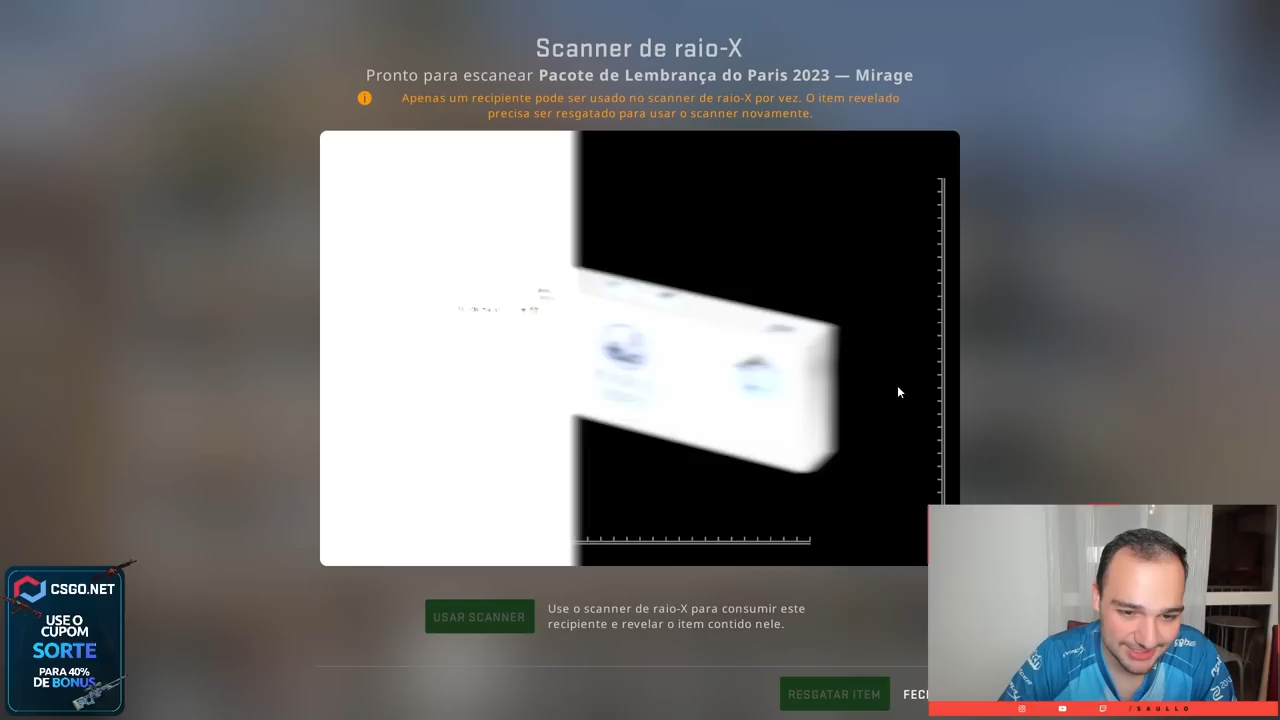 Scanner de raio-X
Pronto para escanear Pacote de Lembrança do Paris 2023 — Mirage
Apenas um recipiente pode ser usado no scanner de raio-X por vez. O item revelado
precisa ser resgatado para usar o scanner novamente.
USAR SCANNER
Use o scanner de raio-X para consumir este
recipiente e revelar o item contido nele.
RESGATAR ITEM
CSGO.NET
USE O
CUPOM
SORTE
PARA 40%
DE BONUS
/SAULLO